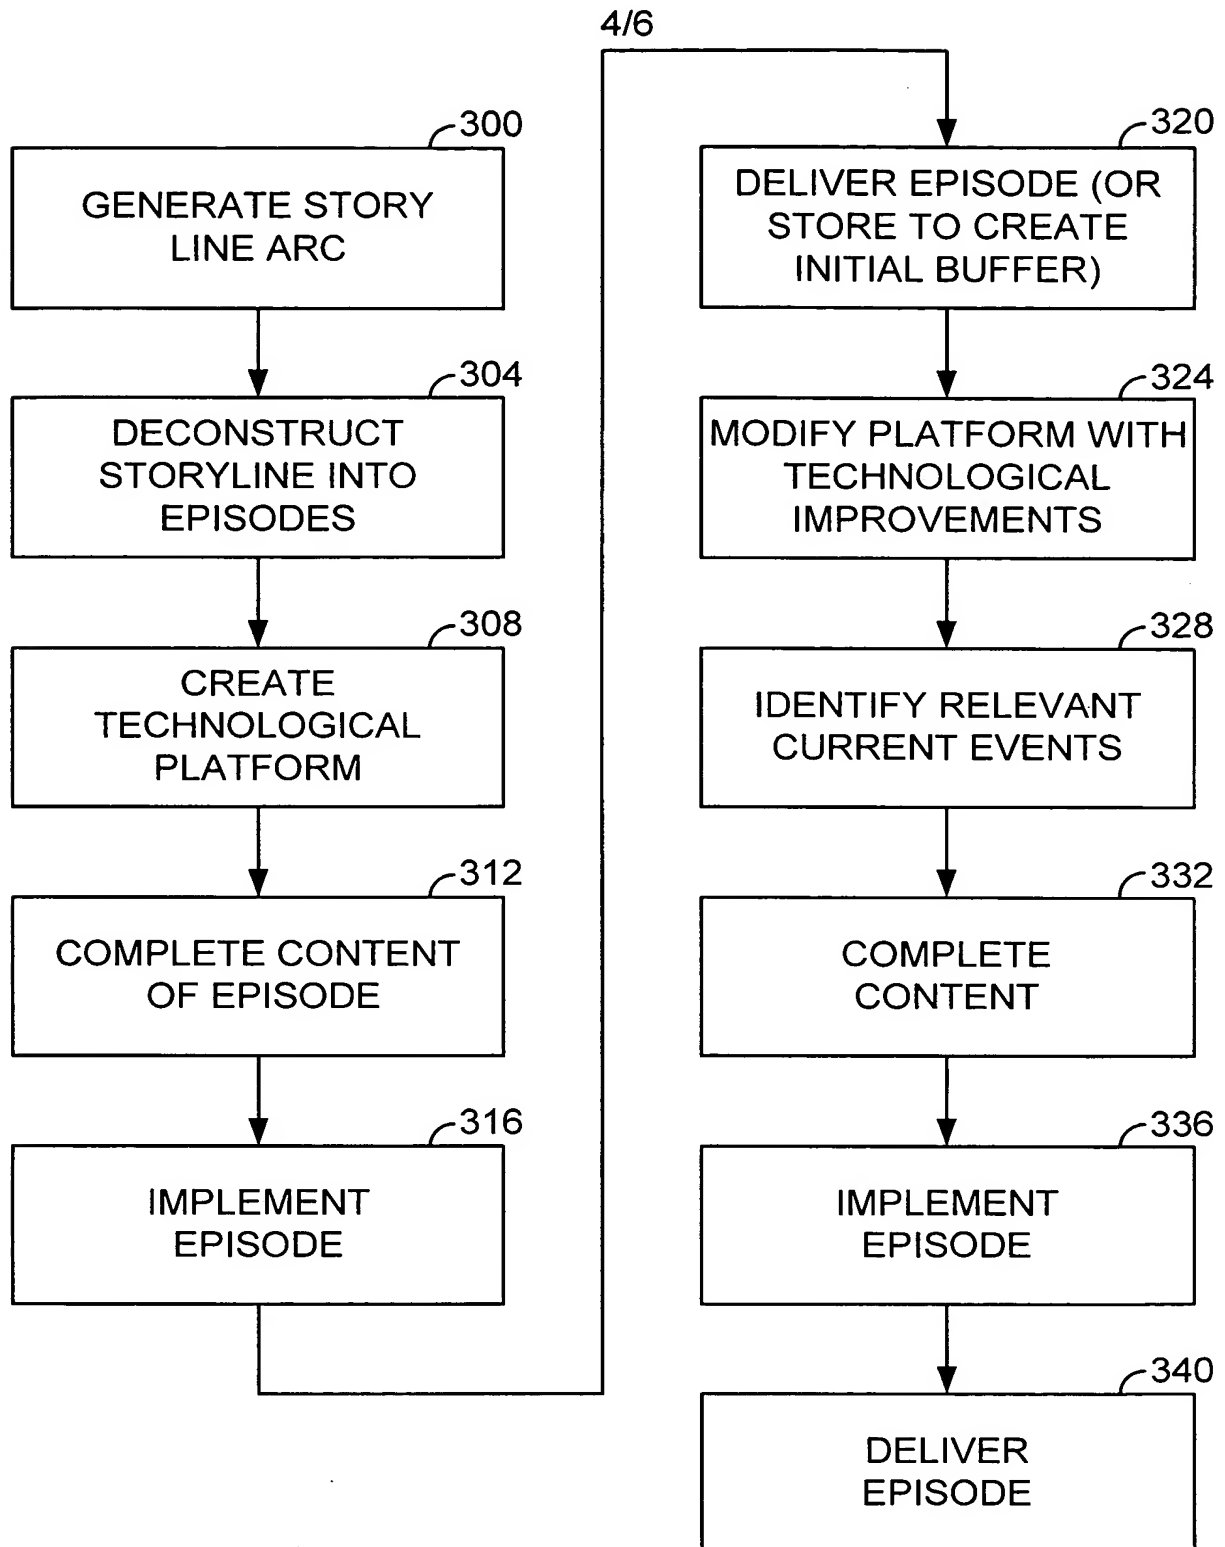 4/6
300
GENERATE STORY
LINE ARC
304
DECONSTRUCT
STORYLINE INTO
EPISODES
308
CREATE
TECHNOLOGICAL
PLATFORM
312
COMPLETE CONTENT
OF EPISODE
316
IMPLEMENT
EPISODE
320
DELIVER EPISODE (OR
STORE TO CREATE
INITIAL BUFFER)
324
MODIFY PLATFORM WITH
TECHNOLOGICAL
IMPROVEMENTS
328
IDENTIFY RELEVANT
CURRENT EVENTS
332
COMPLETE
CONTENT
336
IMPLEMENT
EPISODE
340
DELIVER
EPISODE